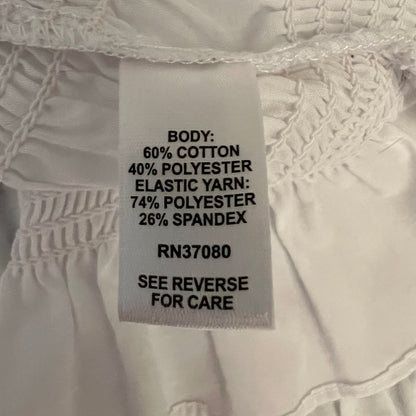 BODY:
60% COTTON
40% POLYESTER
ELASTIC YARN:
74% POLYESTER
26% SPANDEX
RN37080
SEE REVERSE
FOR CARE